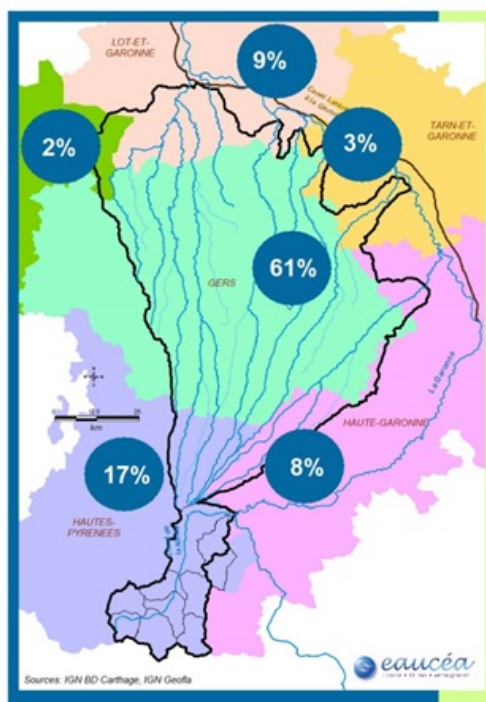 LOT-ET-
GARONNE
9%
2%
3%
TARN-ET-
GARONNE
61%
GERS
La Garonne
km
HAUTE-GARONNE
17%
8%
HAUTES-
PYRENEES
eaucéa
Sources: IGN BD Carthage, IGN Geofla